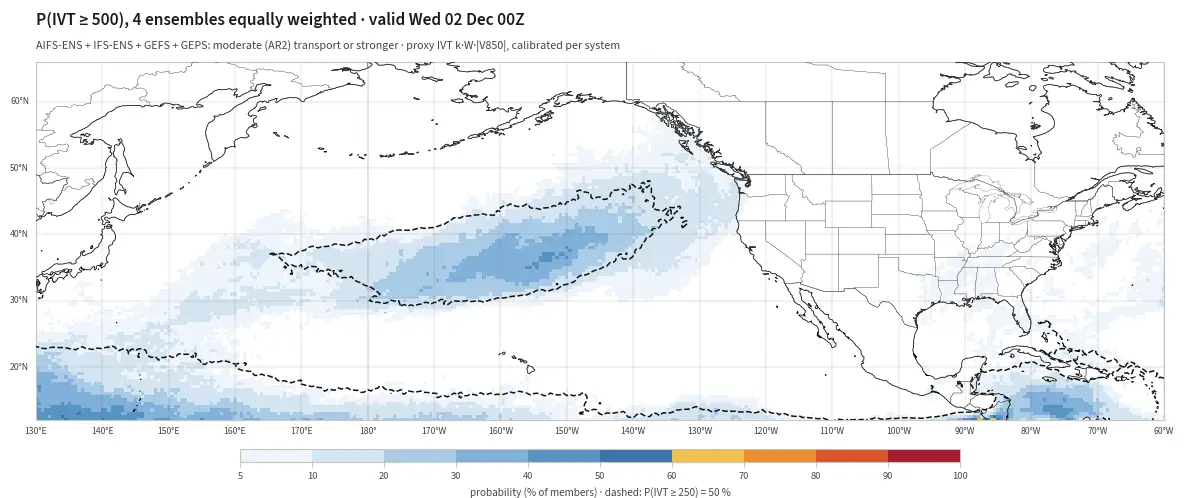 P(IVT ≥ 500), 4 ensembles equally weighted · valid Wed 02 Dec 00Z
AIFS-ENS + IFS-ENS + GEFS + GEPS: moderate (AR2) transport or stronger · proxy IVT k·W·|V850|, calibrated per system
60°N
50°N
40°N
30°N
20°N
130°E 140°E 150°E 160°E 170°E 180° 170°W 160°W 150°W 140°W 130°W 120°W 110°W 100°W 90°W 80°W 70°W 60°W
5 10 20 30 40 50 60 70 80 90 100
probability (% of members) · dashed: P(IVT ≥ 250) = 50 %